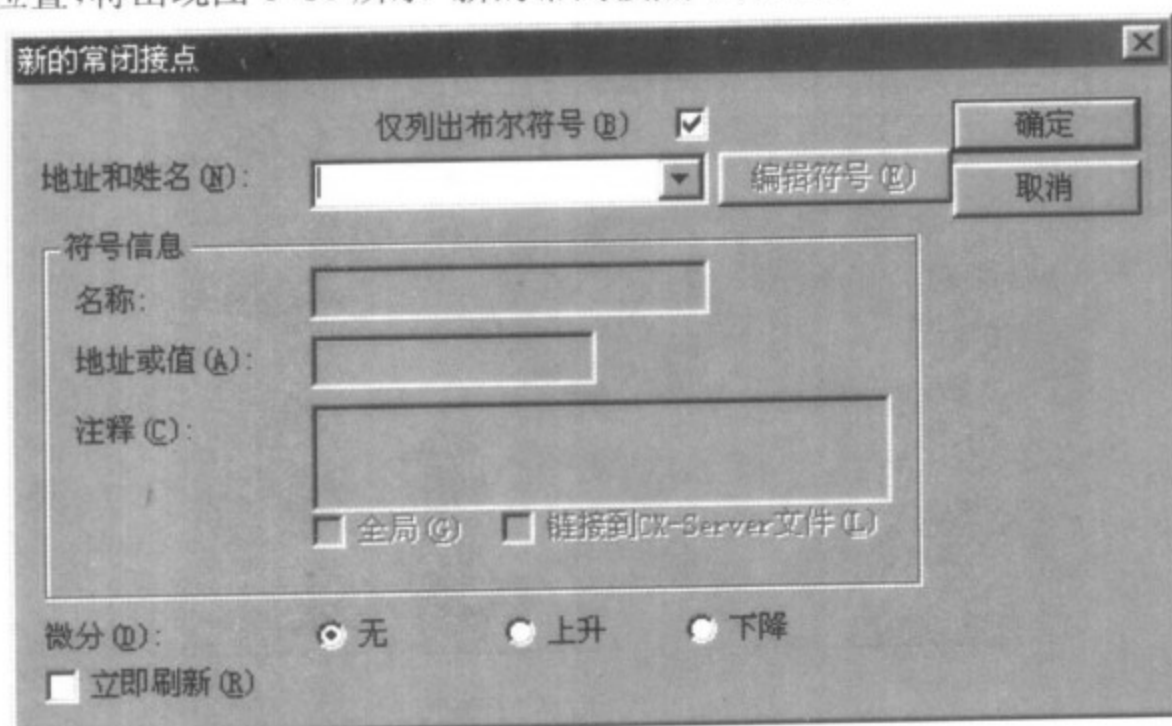 新的常闭接点
仅列出布尔符号(B)
确定
地址和姓名(N):
编辑符号(E)
取消
符号信息
名称:
地址或值(A):
注释(C):
全局(G)
链接到CX-Server文件(L)
微分(D):
无
上升
下降
立即刷新(R)